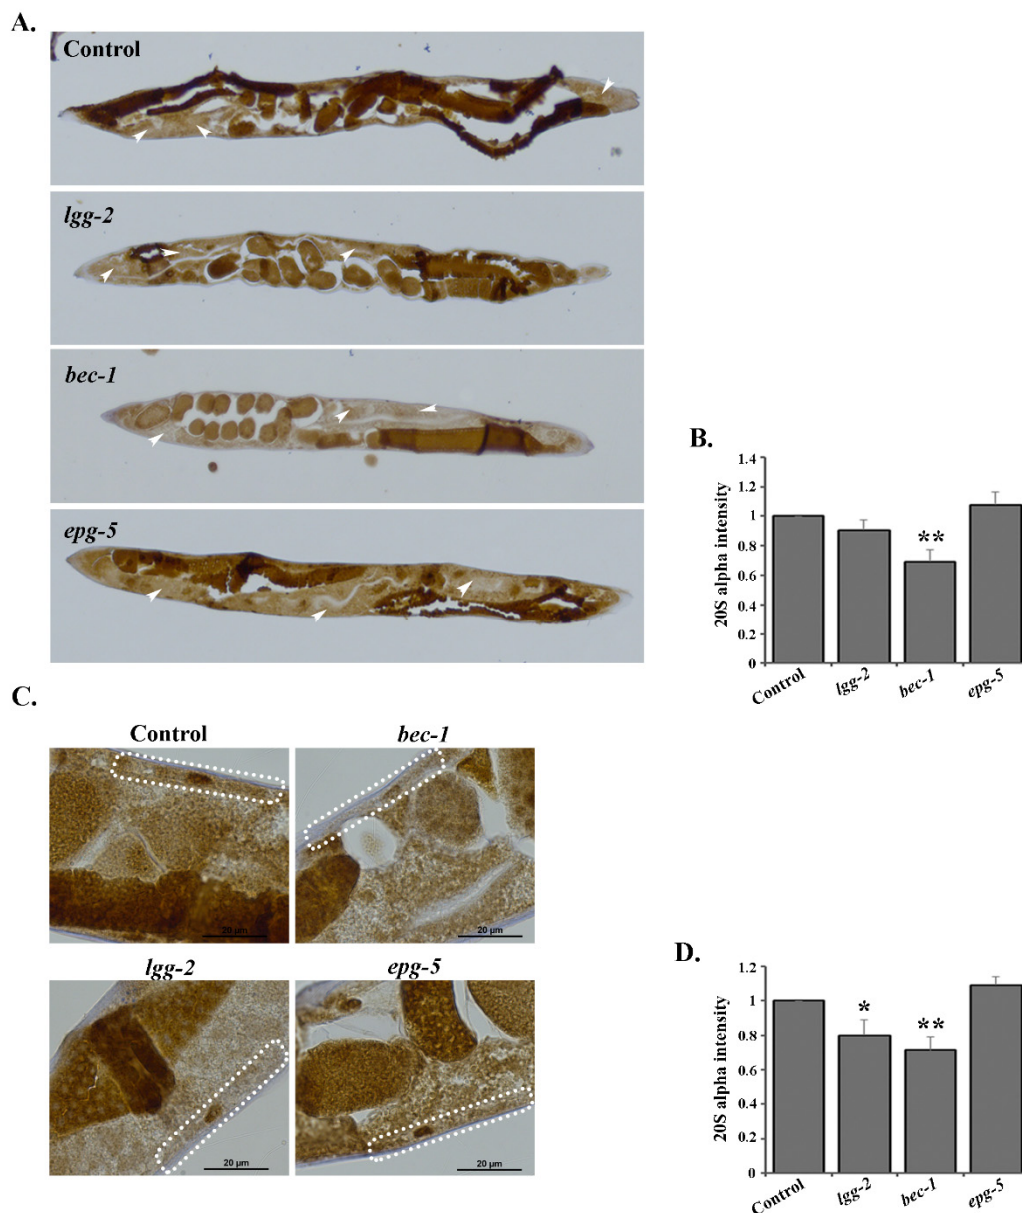 A.
Control
lgg-2
bec-1
epg-5
B.
1.4
1.2
1
0.8
0.6
0.4
0.2
0
20S alpha intensity
**
Control
lgg-2
bec-1
epg-5
C.
Control
bec-1
20 µm
20 µm
lgg-2
epg-5
20 µm
20 µm
D.
1.2
1
0.8
0.6
0.4
0.2
0
20S alpha intensity
*
**
Control
lgg-2
bec-1
epg-5